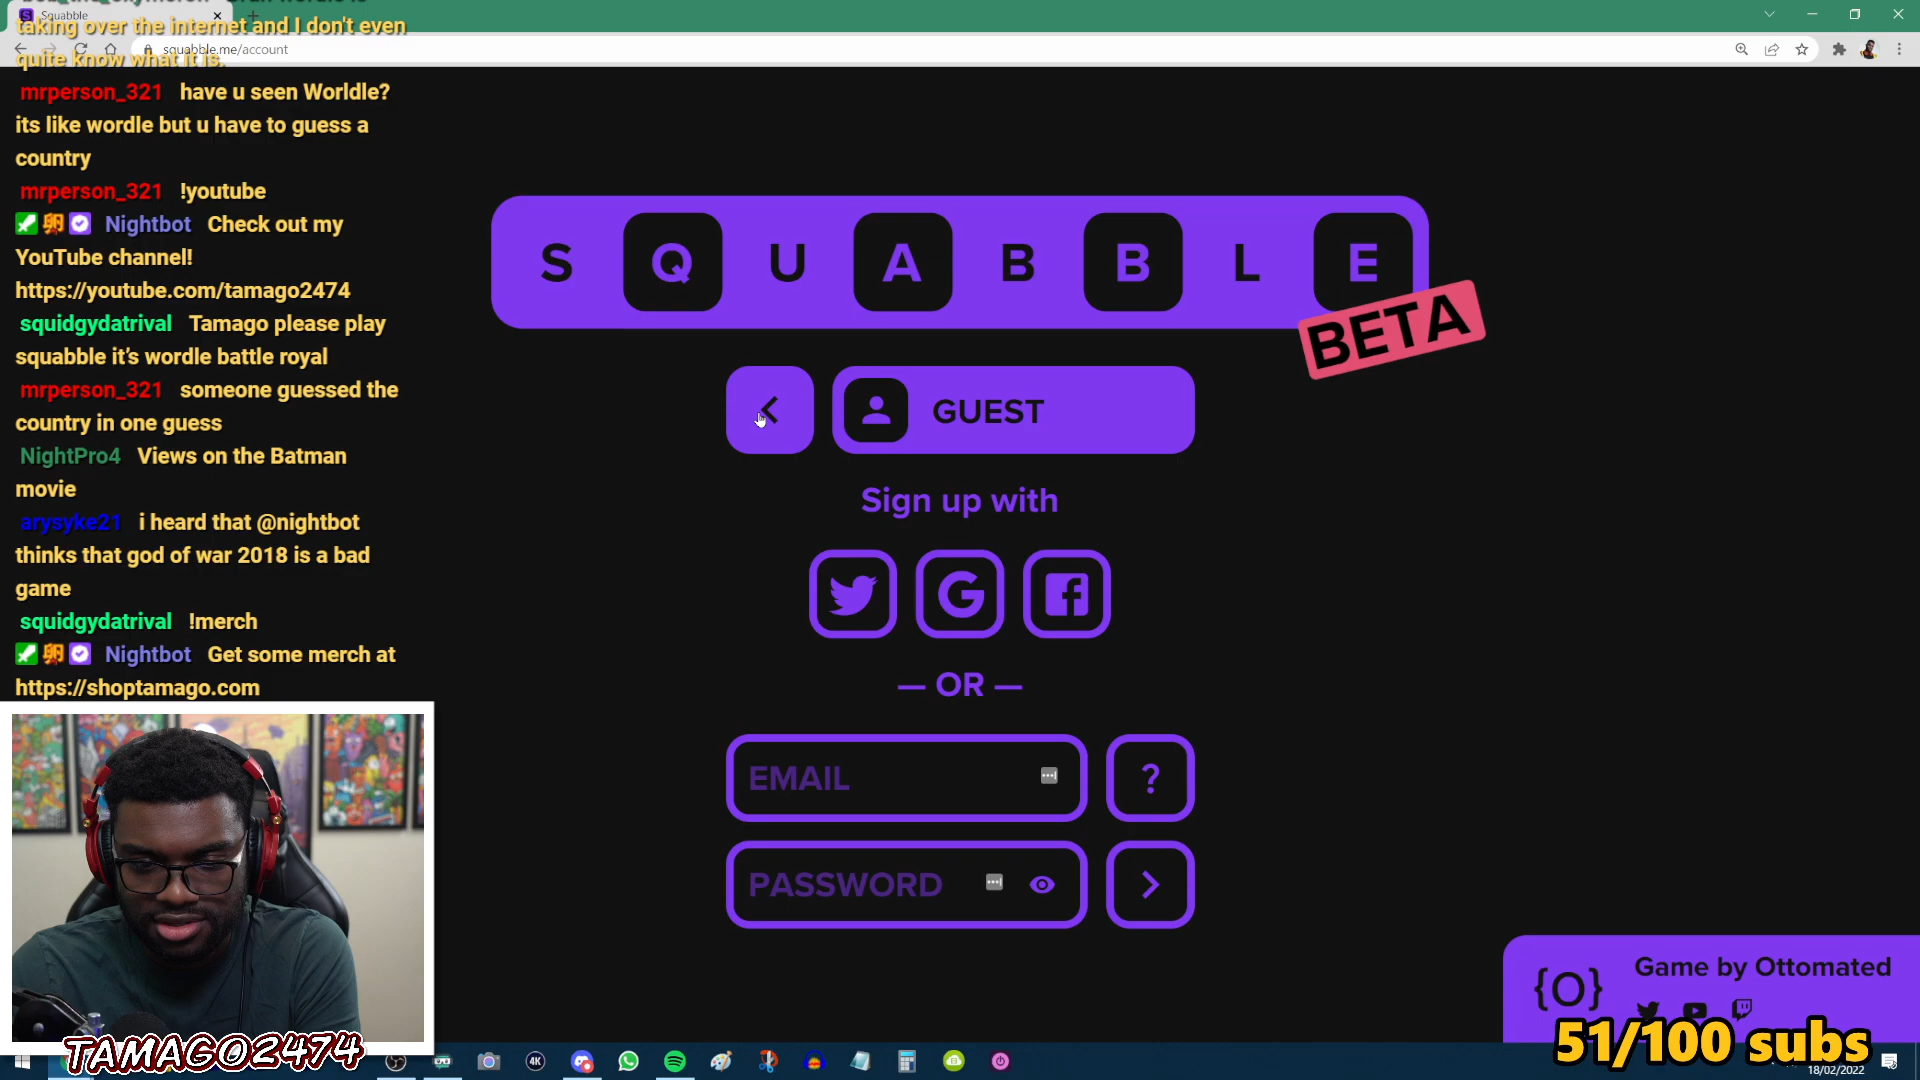 Squabble
taking over the internet and I don't even
quite know what it is.
squabble.me/account
mrperson_321 have u seen Worldle?
its like wordle but u have to guess a
country
mrperson_321 !youtube
卵 Nightbot Check out my
YouTube channel!
https://youtube.com/tamago2474
squidgydatrival Tamago please play
squabble it's wordle battle royal
mrperson_321 someone guessed the
country in one guess
NightPro4 Views on the Batman
movie
arysyke21 i heard that @nightbot
thinks that god of war 2018 is a bad
game
squidgydatrival !merch
卵 Nightbot Get some merch at
https://shoptamago.com
SQUABBLE
BETA
GUEST
Sign up with
— OR —
EMAIL
?
PASSWORD
{O} Game by Ottomated
TAMAGO2474
4K
51/100 subs
18/02/2022